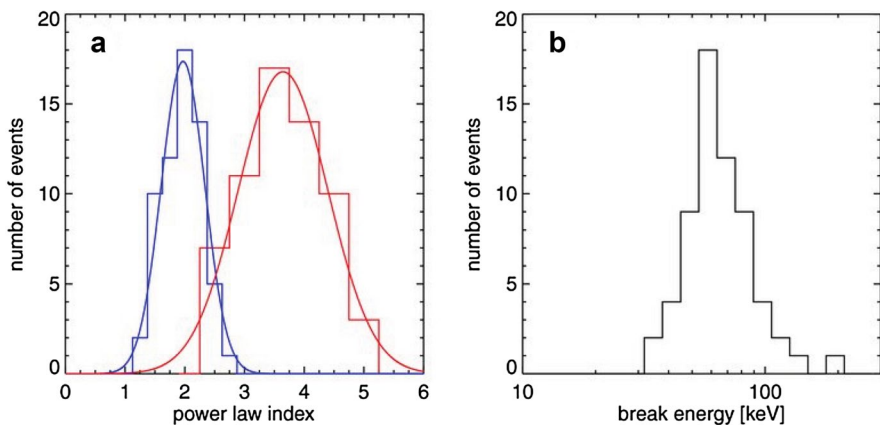 a
20
15
10
5
0
number of events
0 1 2 3 4 5 6
power law index
b
20
15
10
5
0
number of events
10 100
break energy [keV]